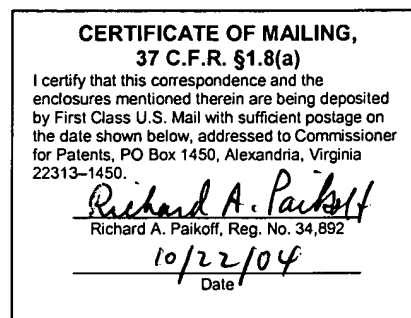 CERTIFICATE OF MAILING,
37 C.F.R. §1.8(a)
I certify that this correspondence and the
enclosures mentioned therein are being deposited
by First Class U.S. Mail with sufficient postage on
the date shown below, addressed to Commissioner
for Patents, PO Box 1450, Alexandria, Virginia
22313–1450.
Richard A. Paikoff
Richard A. Paikoff, Reg. No. 34,892
10/22/04
Date